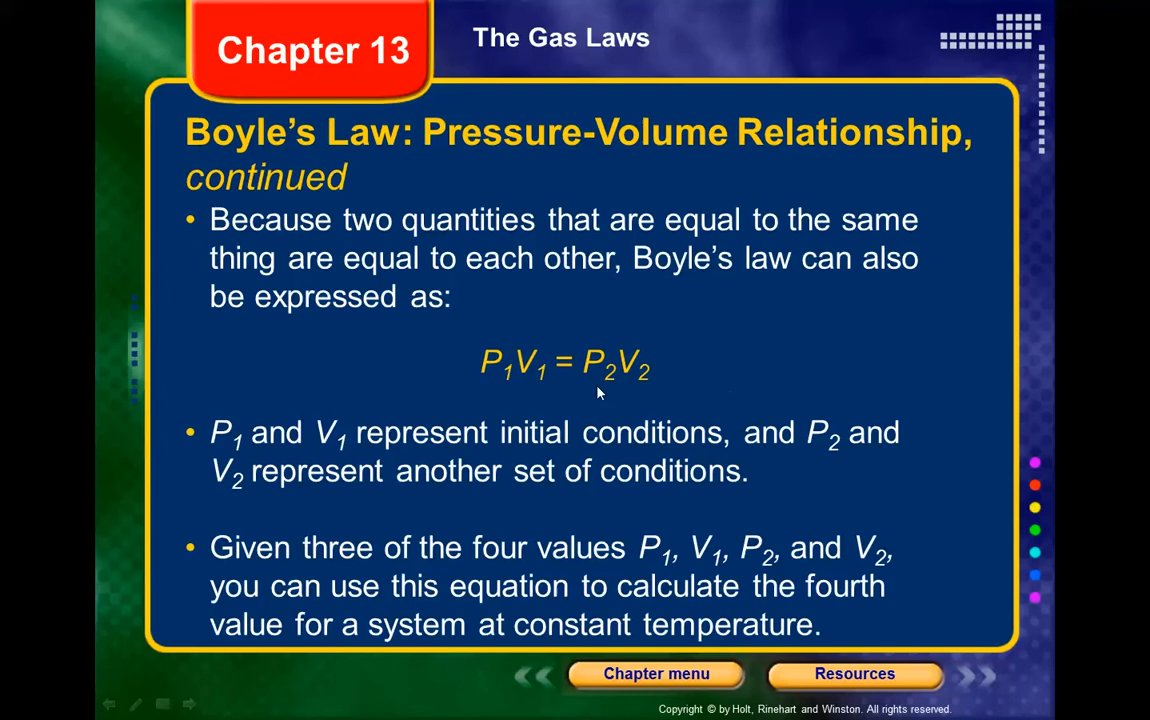 Chapter 13
The Gas Laws
Boyle’s Law: Pressure-Volume Relationship,
continued
• Because two quantities that are equal to the same
thing are equal to each other, Boyle’s law can also
be expressed as:
P₁V₁ = P₂V₂
• P₁ and V₁ represent initial conditions, and P₂ and
V₂ represent another set of conditions.
• Given three of the four values P₁, V₁, P₂, and V₂,
you can use this equation to calculate the fourth
value for a system at constant temperature.
Chapter menu
Resources
Copyright © by Holt, Rinehart and Winston. All rights reserved.